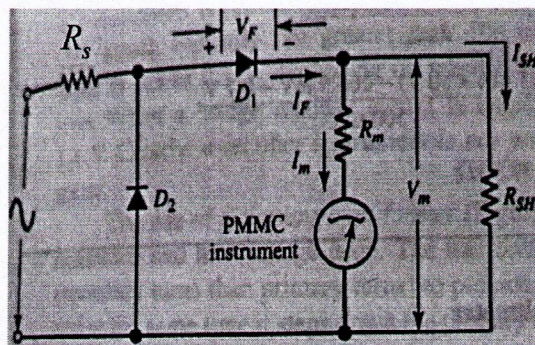 V_F
+ −
R_s
D_1
I_F
I_SH
R_m
I_m
D_2
V_m
R_SH
PMMC
instrument